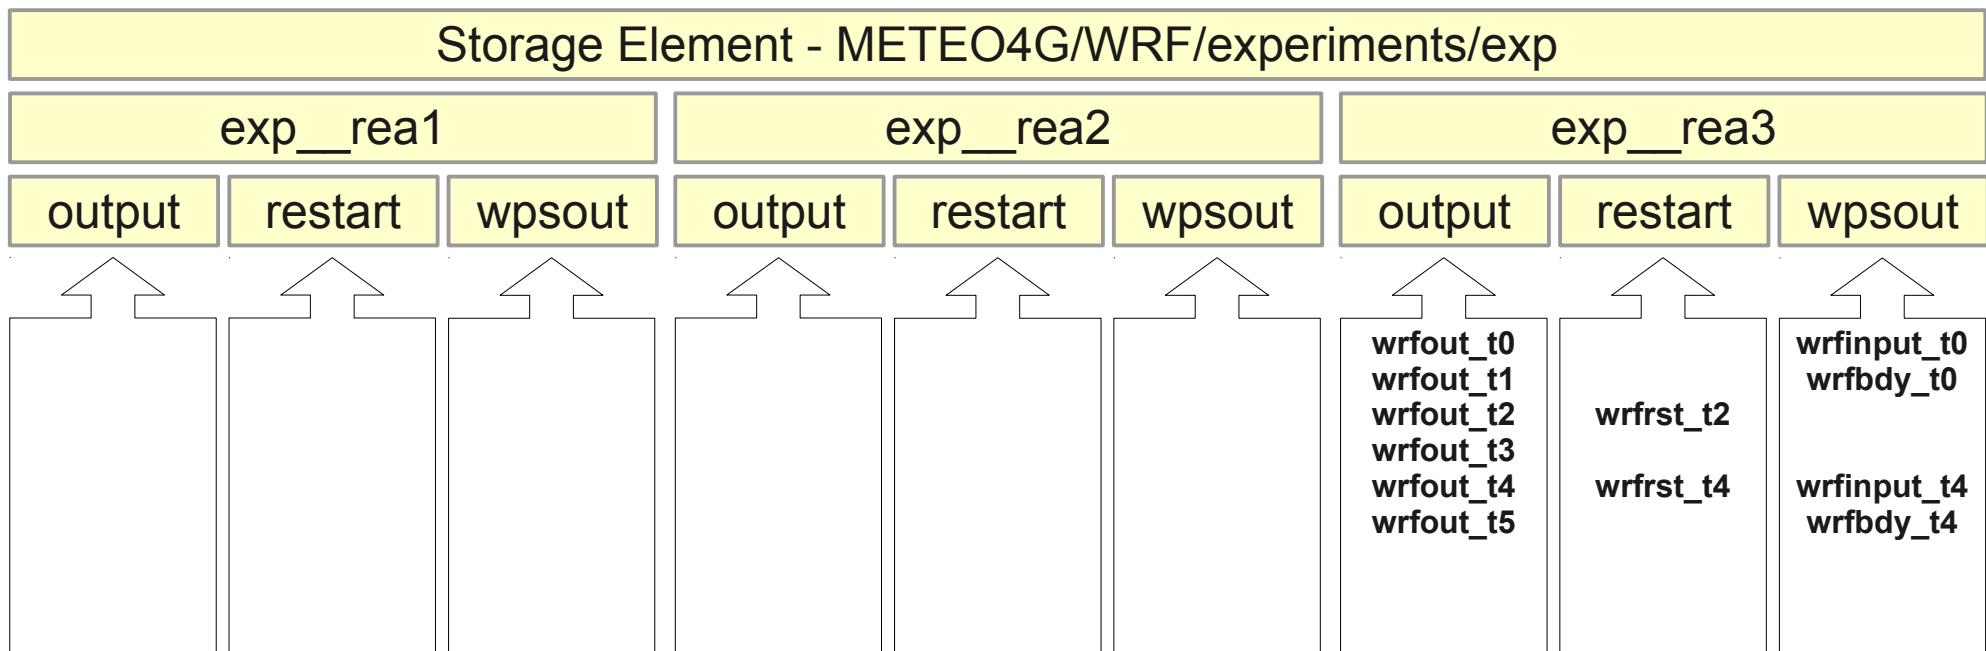 Storage Element - METEO4G/WRF/experiments/exp
exp__rea1
exp__rea2
exp__rea3
output
restart
wpsout
output
restart
wpsout
output
restart
wpsout
wrfout_t0
wrfout_t1
wrfout_t2
wrfout_t3
wrfout_t4
wrfout_t5
wrfrst_t2
wrfrst_t4
wrfinput_t0
wrfbdy_t0
wrfinput_t4
wrfbdy_t4